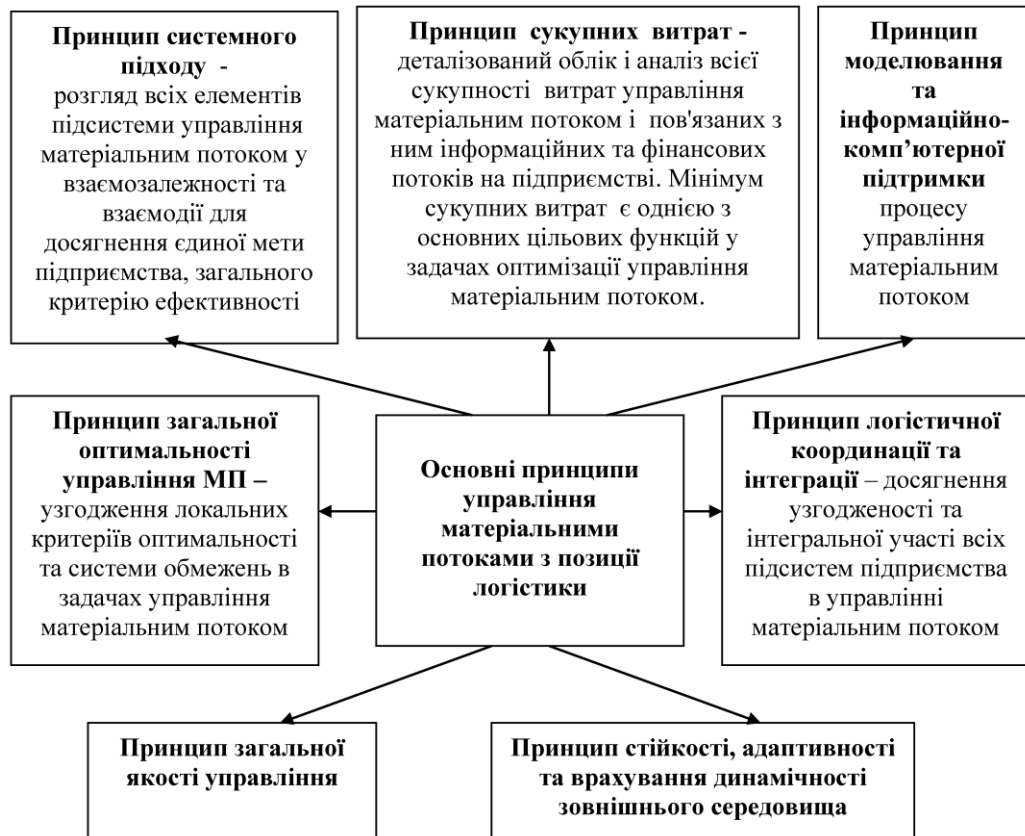 Принцип системного
підходу -
розгляд всіх елементів
підсистеми управління
матеріальним потоком у
взаємозалежності та
взаємодії для
досягнення єдиної мети
підприємства, загального
критерію ефективності
Принцип сукупних витрат -
деталізований облік і аналіз всієї
сукупності витрат управління
матеріальним потоком і пов'язаних з
ним інформаційних та фінансових
потоків на підприємстві. Мінімум
сукупних витрат є однією з
основних цільових функцій у
задачах оптимізації управління
матеріальним потоком.
Принцип
моделювання
та
інформаційно-
комп’ютерної
підтримки
процесу
управління
матеріальним
потоком
Принцип загальної
оптимальності
управління МП –
узгодження локальних
критеріїв оптимальності
та системи обмежень в
задачах управління
матеріальним потоком
Основні принципи
управління
матеріальними
потоками з позиції
логістики
Принцип логістичної
координації та
інтеграції – досягнення
узгодженості та
інтегральної участі всіх
підсистем підприємства
в управлінні
матеріальним потоком
Принцип загальної
якості управління
Принцип стійкості, адаптивності
та врахування динамічності
зовнішнього середовища